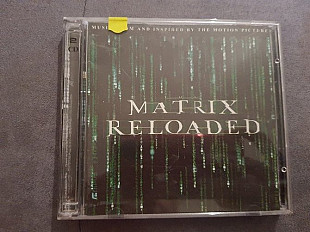 MUSIC FROM AND INSPIRED BY THE MOTION PICTURE
MATRIX
RELOADED